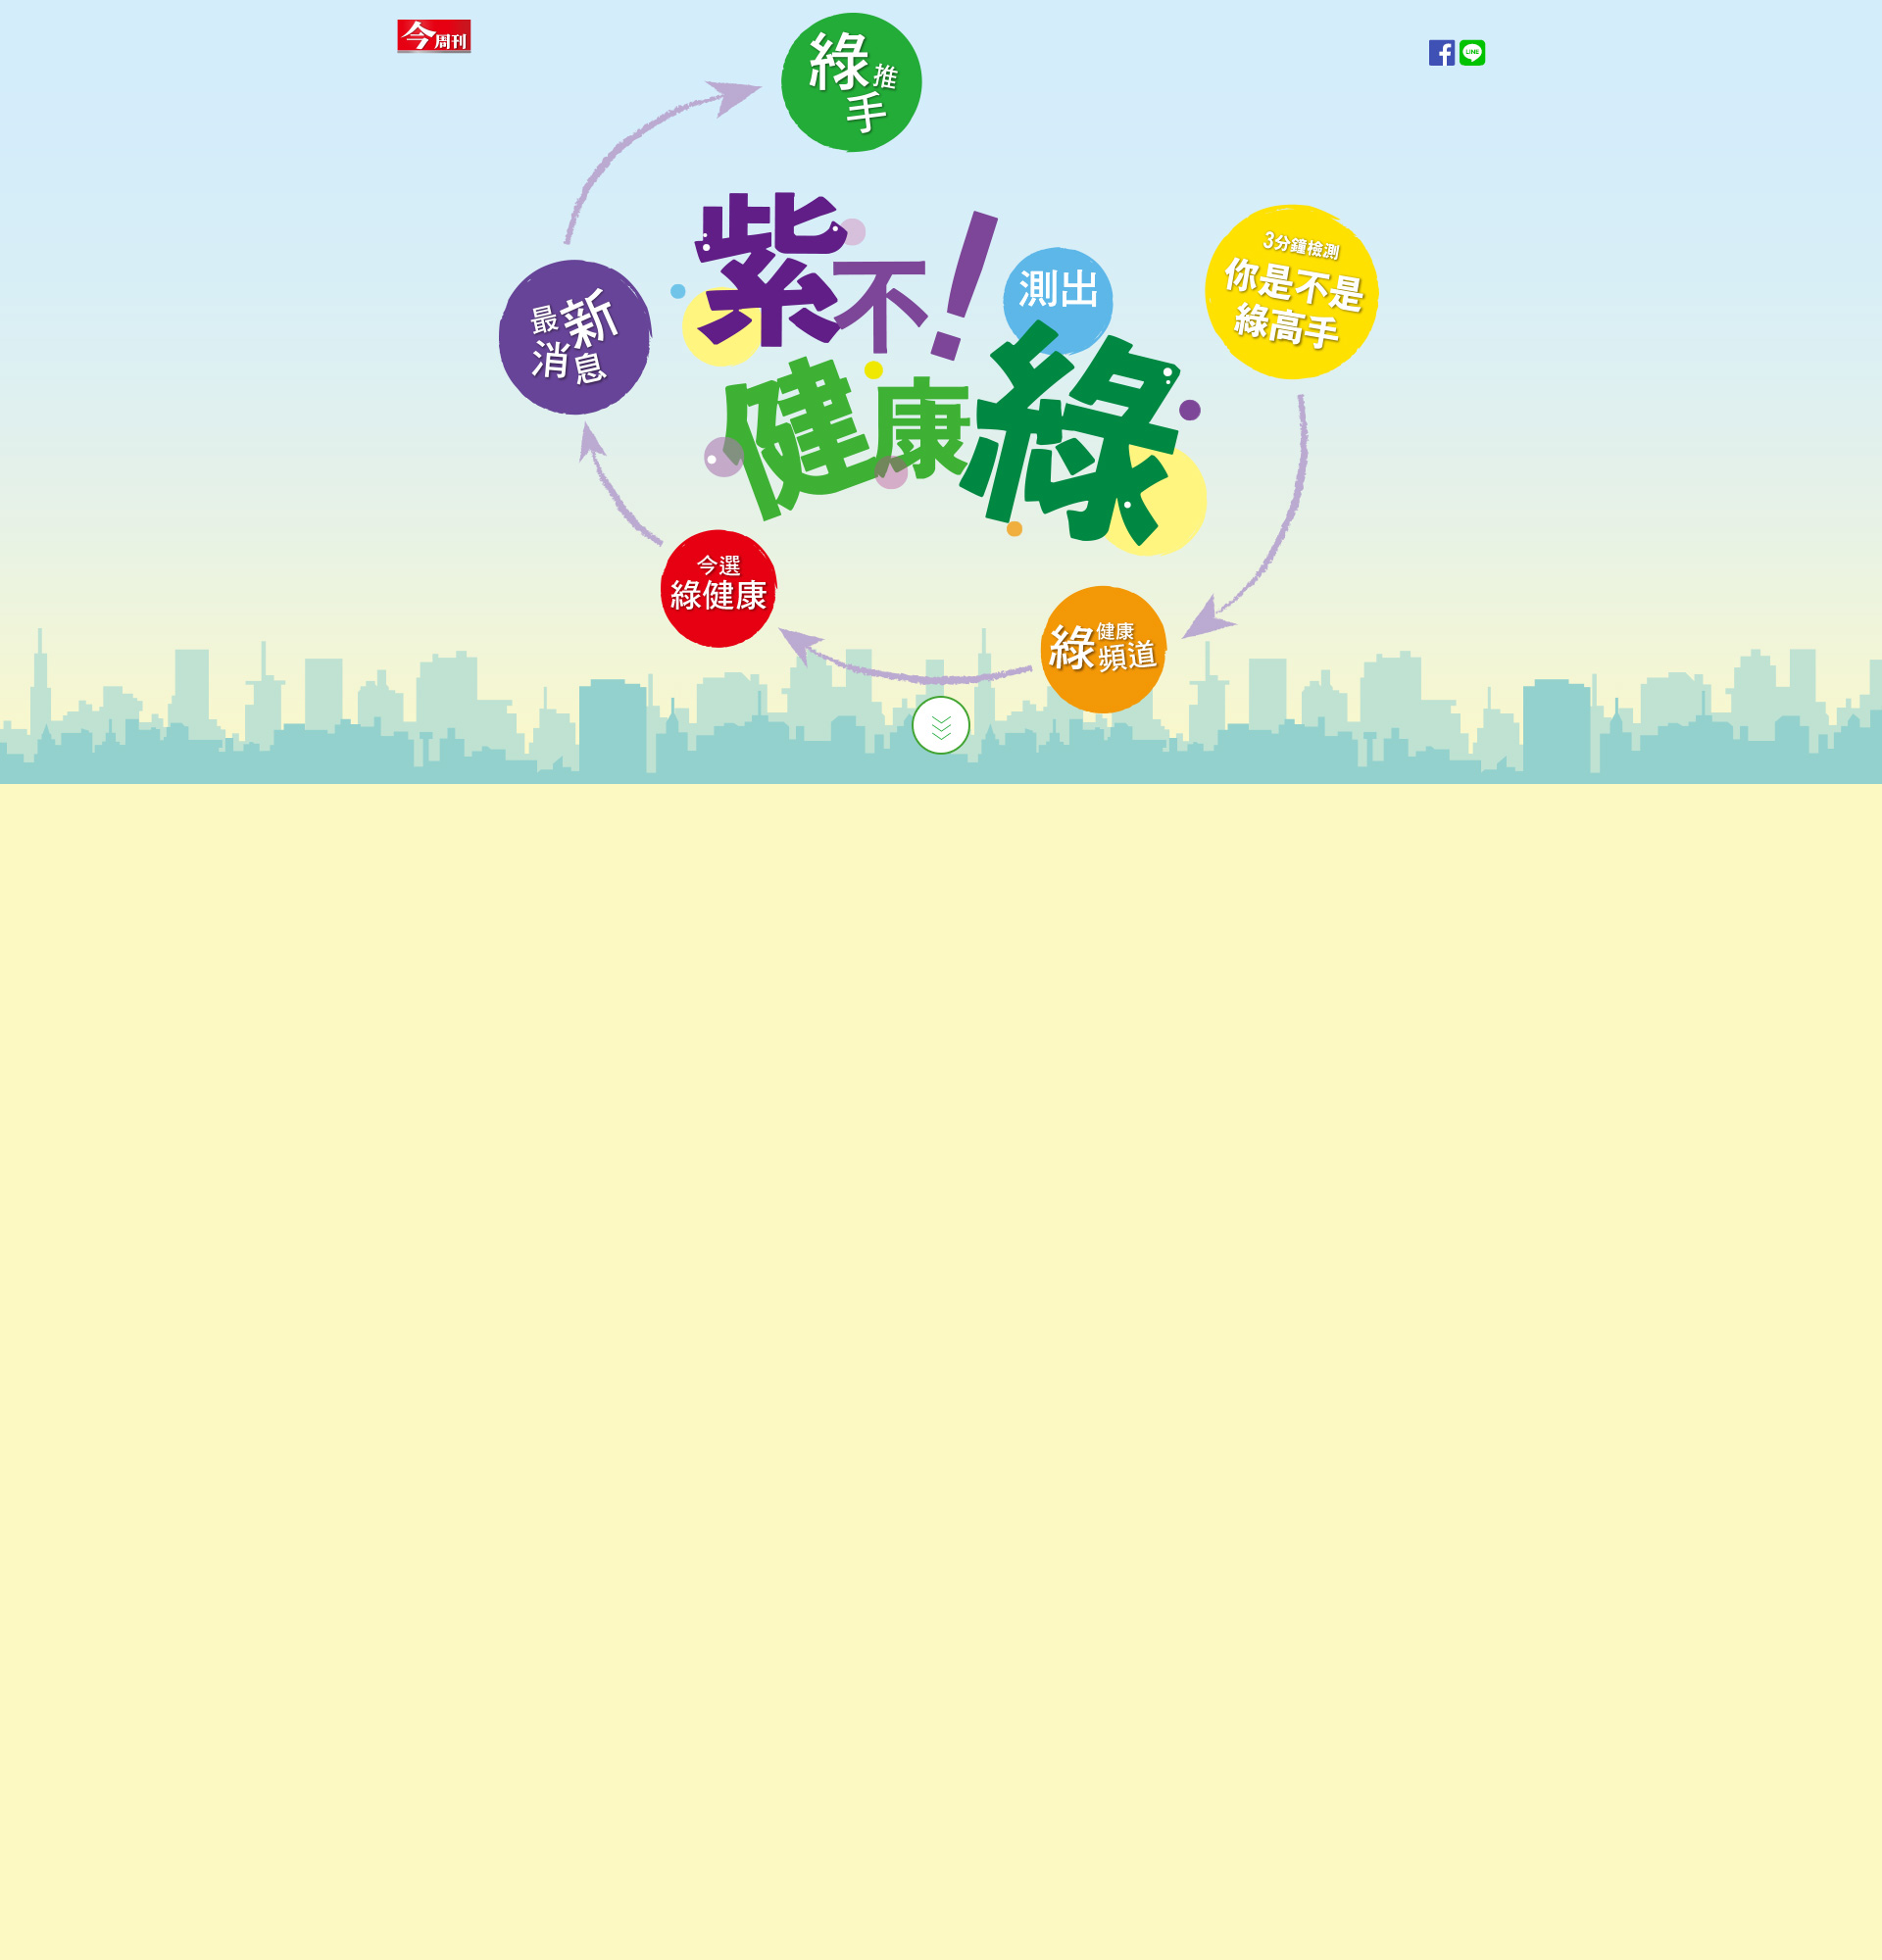 今周刊
綠推
手
紫不!
測出
健康綠
3分鐘檢測
你是不是
綠高手
最新
消息
今選
綠健康
健康
綠頻道
LINE